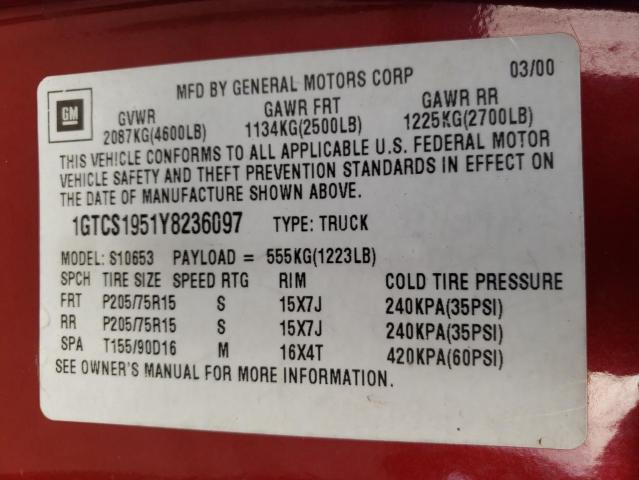 GM
MFD BY GENERAL MOTORS CORP 03/00
GVWR GAWR FRT GAWR RR
2087KG(4600LB) 1134KG(2500LB) 1225KG(2700LB)
THIS VEHICLE CONFORMS TO ALL APPLICABLE U.S. FEDERAL MOTOR
VEHICLE SAFETY AND THEFT PREVENTION STANDARDS IN EFFECT ON
THE DATE OF MANUFACTURE SHOWN ABOVE.
1GTCS1951Y8236097 TYPE: TRUCK
MODEL: S10653 PAYLOAD = 555KG(1223LB)
SPCH TIRE SIZE SPEED RTG RIM COLD TIRE PRESSURE
FRT P205/75R15 S 15X7J 240KPA(35PSI)
RR P205/75R15 S 15X7J 240KPA(35PSI)
SPA T155/90D16 M 16X4T 420KPA(60PSI)
SEE OWNER'S MANUAL FOR MORE INFORMATION.